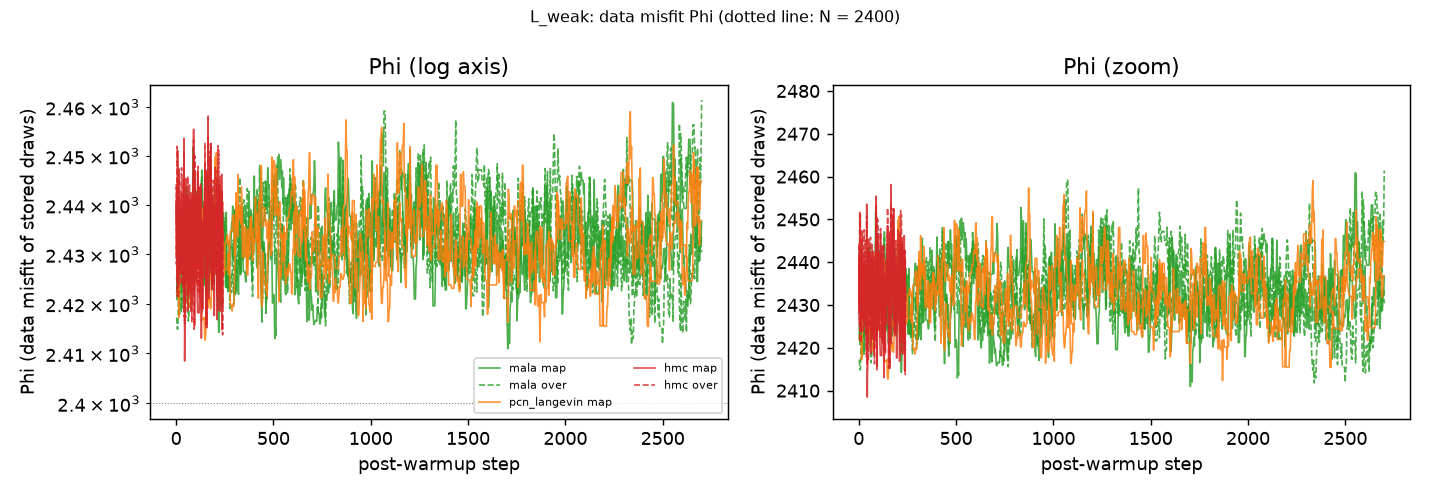 L_weak: data misfit Phi (dotted line: N = 2400)
Phi (log axis)
Phi (data misfit of stored draws)
2.46 × 10³
2.45 × 10³
2.44 × 10³
2.43 × 10³
2.42 × 10³
2.41 × 10³
2.4 × 10³
mala map
mala over
pcn_langevin map
hmc map
hmc over
0 500 1000 1500 2000 2500
post-warmup step
Phi (zoom)
Phi (data misfit of stored draws)
2480
2470
2460
2450
2440
2430
2420
2410
0 500 1000 1500 2000 2500
post-warmup step